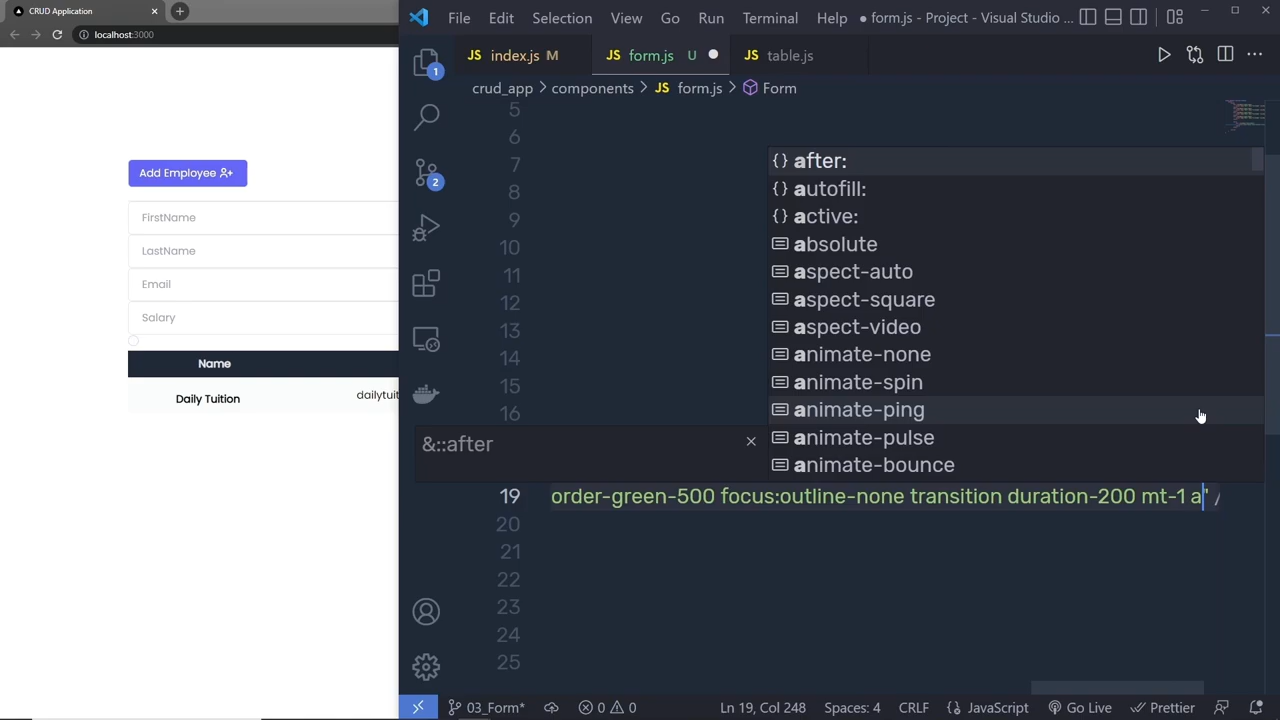 CRUD Application
localhost:3000
Add Employee
FirstName
LastName
Email
Salary
Name
Daily Tuition
dailytuit
File Edit Selection View Go Run Terminal Help
● form.js - Project - Visual Studio ...
JS index.js M
JS form.js U ●
JS table.js
crud_app > components > JS form.js > Form
1
2
5
6
7
8
9
10
11
12
13
14
15
16
{} after:
{} autofill:
{} active:
absolute
aspect-auto
aspect-square
aspect-video
animate-none
animate-spin
animate-ping
animate-pulse
animate-bounce
&::after
19 order-green-500 focus:outline-none transition duration-200 mt-1 a" /
20
21
22
23
24
25
03_Form*
0 0
Ln 19, Col 248
Spaces: 4
CRLF
{} JavaScript
Go Live
Prettier